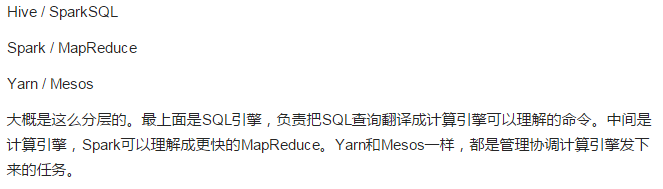 Hive / SparkSQL
Spark / MapReduce
Yarn / Mesos
大概是这么分层的。最上面是SQL引擎，负责把SQL查询翻译成计算引擎可以理解的命令。中间是
计算引擎，Spark可以理解成更快的MapReduce。Yarn和Mesos一样，都是管理协调计算引擎发下
来的任务。